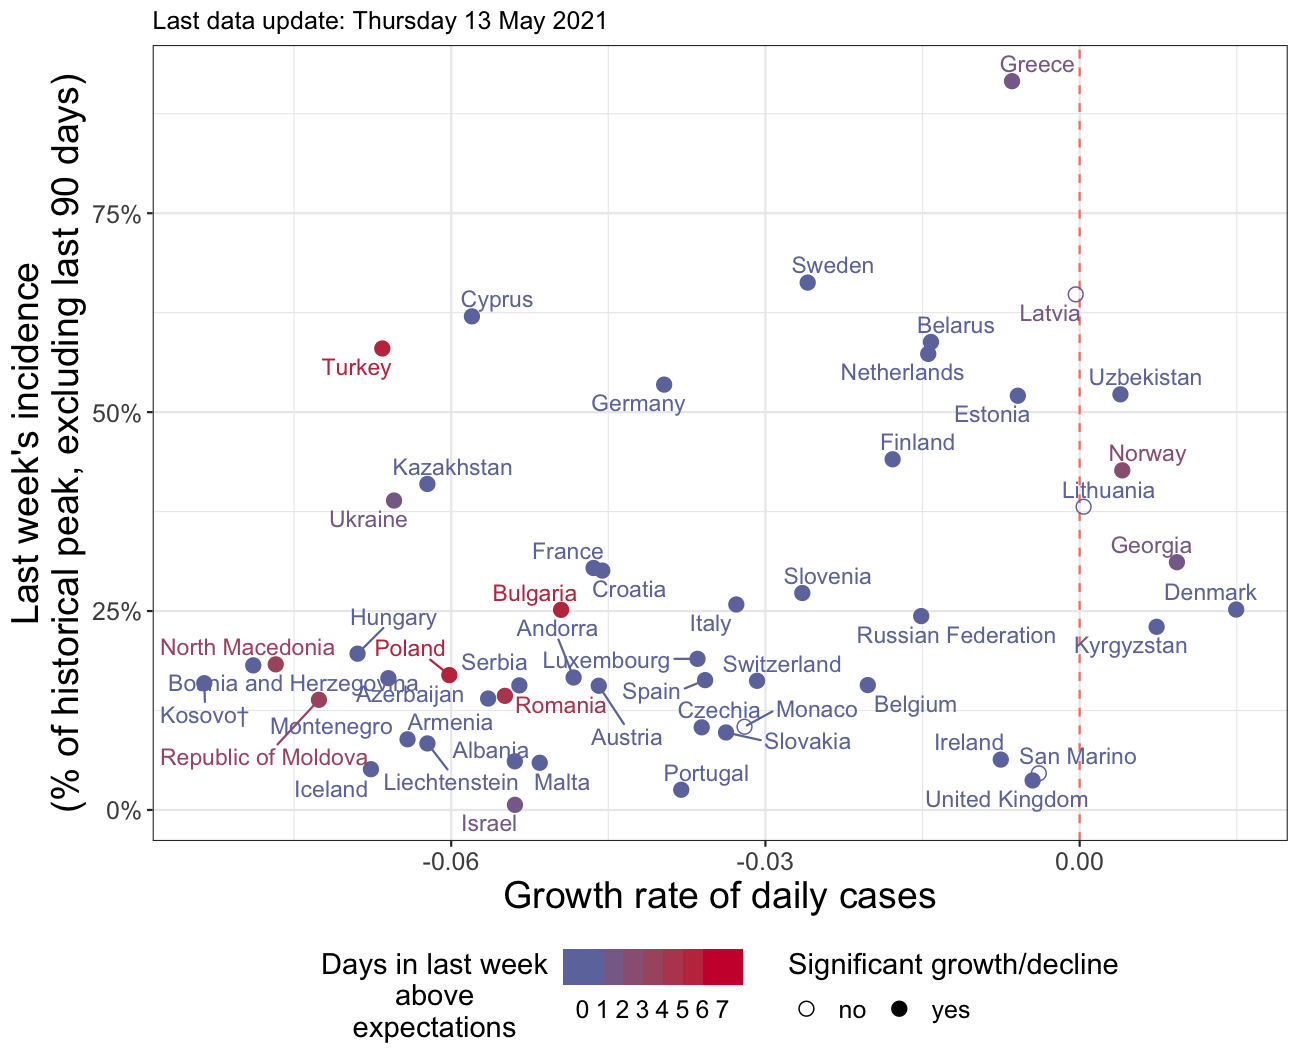 Last data update: Thursday 13 May 2021
Last week's incidence
(% of historical peak, excluding last 90 days)
75%
50%
25%
0%
Greece
Sweden
Cyprus
Latvia
Belarus
Turkey
Netherlands
Uzbekistan
Germany
Estonia
Finland
Norway
Kazakhstan
Lithuania
Ukraine
Georgia
France
Slovenia
Croatia
Denmark
Bulgaria
Hungary
Andorra
Italy
Russian Federation
Kyrgyzstan
North Macedonia
Poland
Serbia
Luxembourg
Switzerland
Bosnia and Herzegovina
Azerbaijan
Spain
Romania
Belgium
Kosovo†
Czechia
Monaco
Montenegro
Armenia
Austria
Slovakia
Ireland
Albania
Republic of Moldova
San Marino
Portugal
Iceland
Liechtenstein
Malta
United Kingdom
Israel
-0.06
-0.03
0.00
Growth rate of daily cases
Days in last week
above
expectations
0 1 2 3 4 5 6 7
Significant growth/decline
no
yes